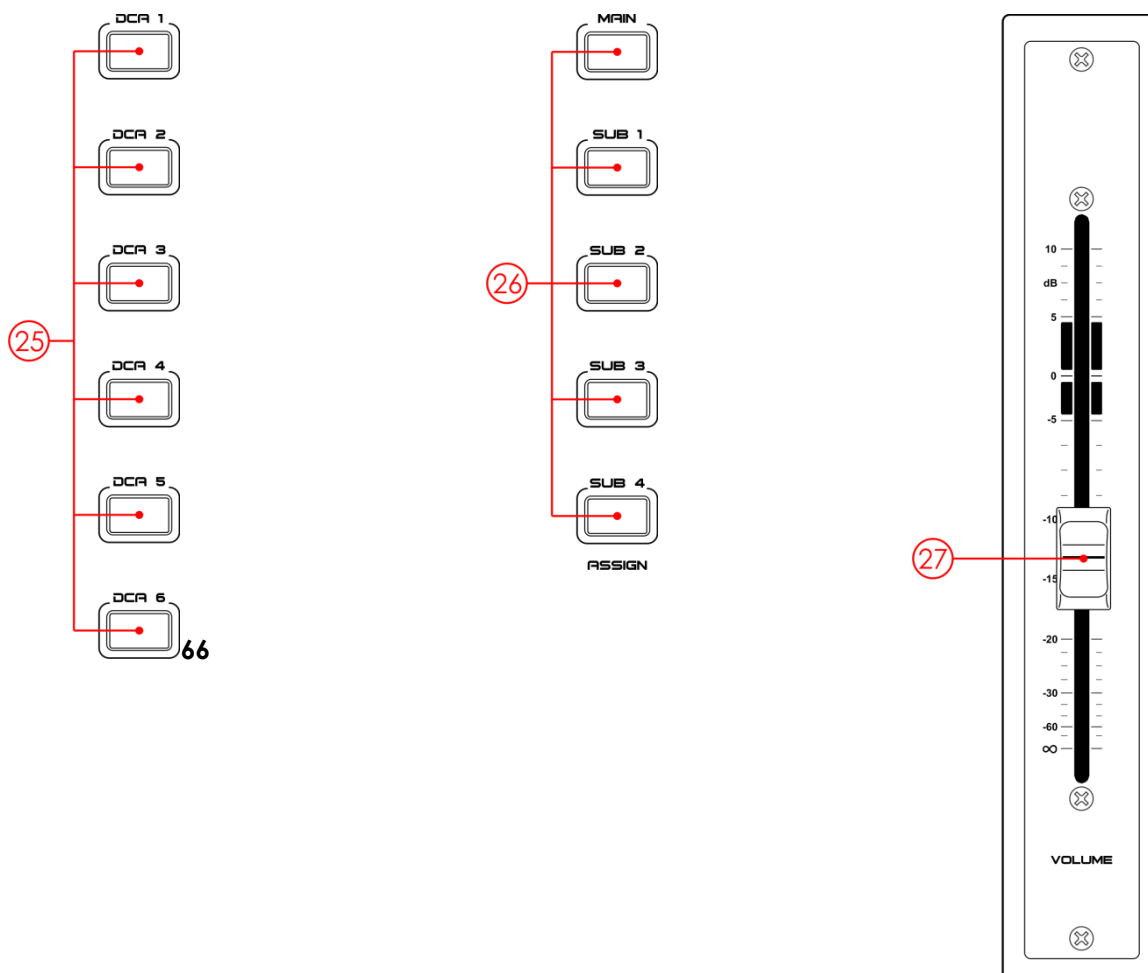 DCA 1
DCA 2
DCA 3
25
DCA 4
DCA 5
DCA 6
66
MAIN
SUB 1
SUB 2
26
SUB 3
SUB 4
ASSIGN
27
10
dB
5
0
-5
-10
-15
-20
-30
-60
∞
VOLUME